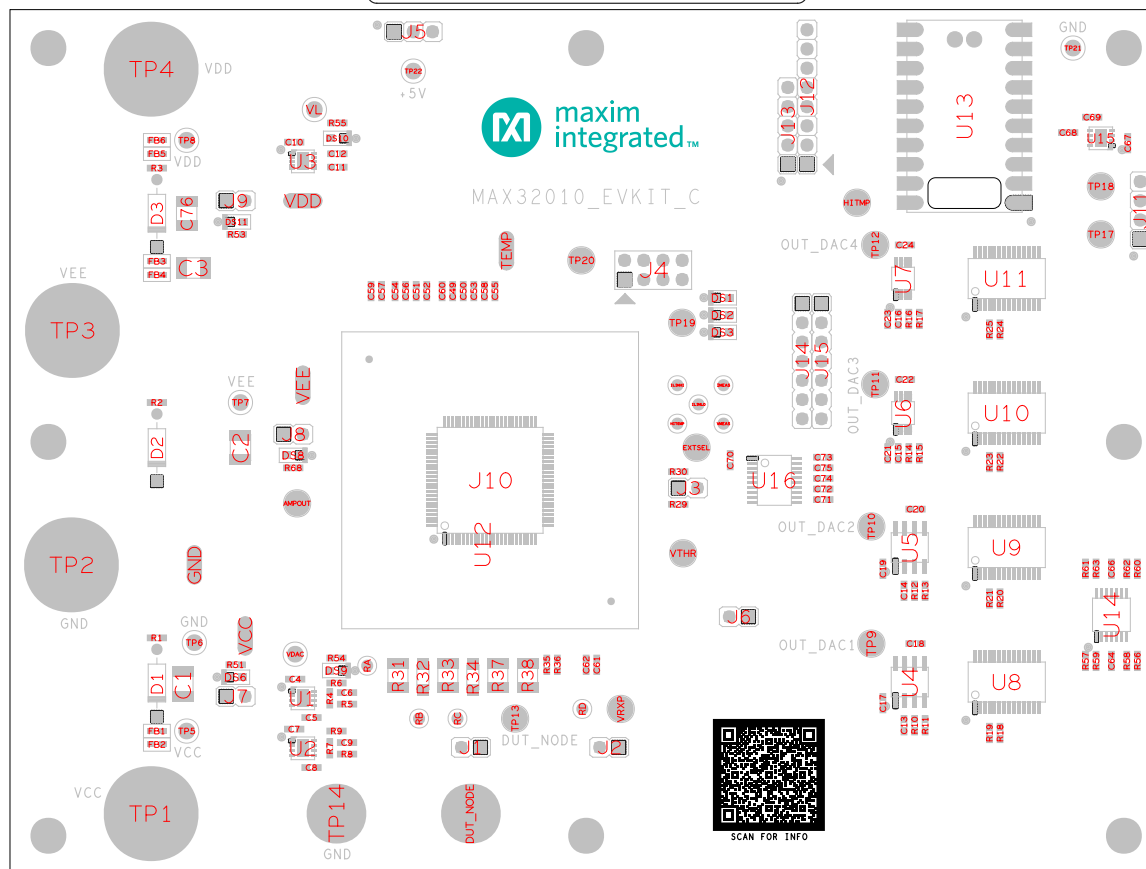 J5
GND
TP21
TP4
VDD
TP22
+5V
maxim
integrated™
J12
J13
U13
VL
R55
DS10
C10
U3
C12
C11
C69
C68
C67
FB6
FB5
TP8
VDD
R3
D3
C76
J9
DS11
R53
VDD
MAX32010_EVKIT_C
HITMP
TP18
TP17
J11
FB3
FB4
C3
TEMP
TP20
J4
OUT_DAC4
TP12
C24
U7
U11
C23
C16
R16
R17
R25
R24
VEE
TP3
C59
C57
C54
C56
C51
C52
C60
C49
C50
C53
C58
C55
TP19
DS1
DS2
DS3
J14
J15
OUT_DAC3
TP11
C22
U6
U10
C21
C15
R14
R15
R23
R22
VEE
TP7
VEE
R2
D2
C2
J8
DS8
R68
AMPOUT
J10
U12
EXTSEL
R30
J3
R29
C70
U16
C73
C75
C74
C72
C71
VTHR
OUT_DAC2
TP10
C20
U5
U9
C19
C14
R12
R13
R21
R20
TP2
GND
GND
R61
R63
C66
R62
R60
U14
R57
R59
C64
R58
R56
J6
R1
GND
TP6
VCC
D1
C1
R51
DS6
J7
VDAC
R54
DS9
RA
R6
C4
U1
R4
C6
R5
C5
R31
R32
R33
R34
R37
R38
R35
R36
C62
C61
OUT_DAC1
TP9
C18
U4
U8
C17
C13
R10
R11
R19
R18
FB1
FB2
TP5
VCC
C7
U2
R9
R7
C9
R8
C8
RB
RC
TP13
RD
VRXP
J1
DUT_NODE
J2
VCC
TP1
TP14
GND
DUT_NODE
SCAN FOR INFO